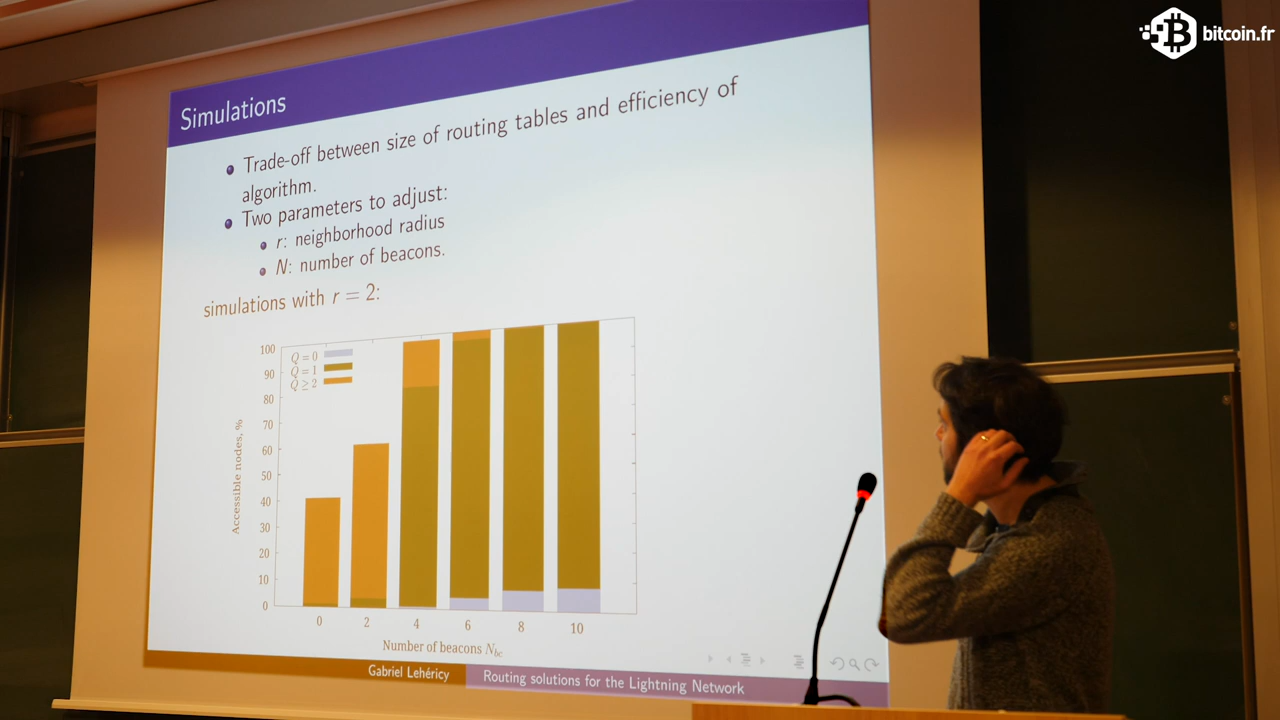 bitcoin.fr
Simulations
Trade-off between size of routing tables and efficiency of
algorithm.
Two parameters to adjust:
r: neighborhood radius
N: number of beacons.
simulations with r = 2:
Q = 0
Q = 1
Q ≥ 2
100
90
80
70
60
50
40
30
20
10
0
Accessible nodes, %
0 2 4 6 8 10
Number of beacons Nbc
Gabriel Lehéricy Routing solutions for the Lightning Network